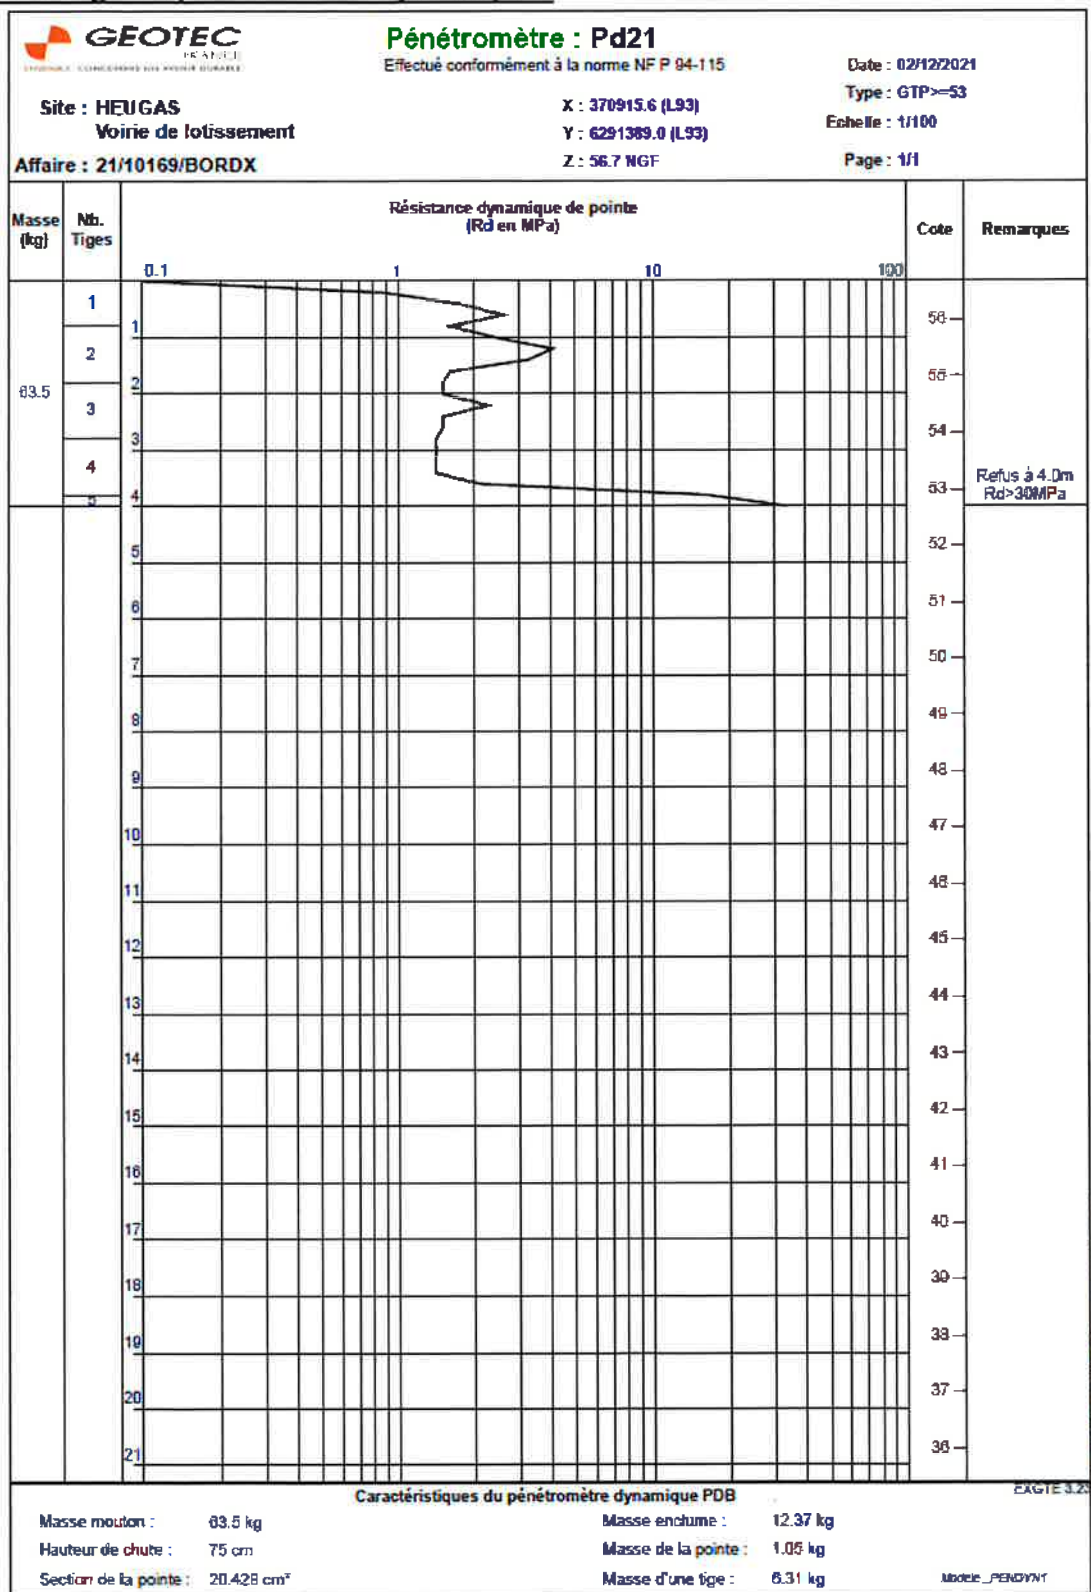 GEOTEC
FRANCE
Pénétromètre : Pd21
Effectué conformément à la norme NF P 94-115
Date : 02/12/2021
Type : GTP>=53
Echelle : 1/100
Page : 1/1
Site : HEUGAS
Voirie de lotissement
Affaire : 21/10169/BORDX
X : 370915.6 (L93)
Y : 6291389.0 (L93)
Z : 56.7 NGF
Masse (kg)
Nb. Tiges
Résistance dynamique de pointe
(Rd en MPa)
Cote
Remarques
0.1 1 10 100
63.5
1
2
3
4
5
1
2
3
4
5
6
7
8
9
10
11
12
13
14
15
16
17
18
19
20
21
56
55
54
53
52
51
50
49
48
47
46
45
44
43
42
41
40
39
38
37
36
Refus à 4.0m
Rd>30MPa
Caractéristiques du pénétromètre dynamique PDB
EXGTE 3.23
Masse mouton : 63.5 kg
Hauteur de chute : 75 cm
Section de la pointe : 20.428 cm²
Masse enclume : 12.37 kg
Masse de la pointe : 1.05 kg
Masse d'une tige : 6.31 kg
Modele _PENDYN1